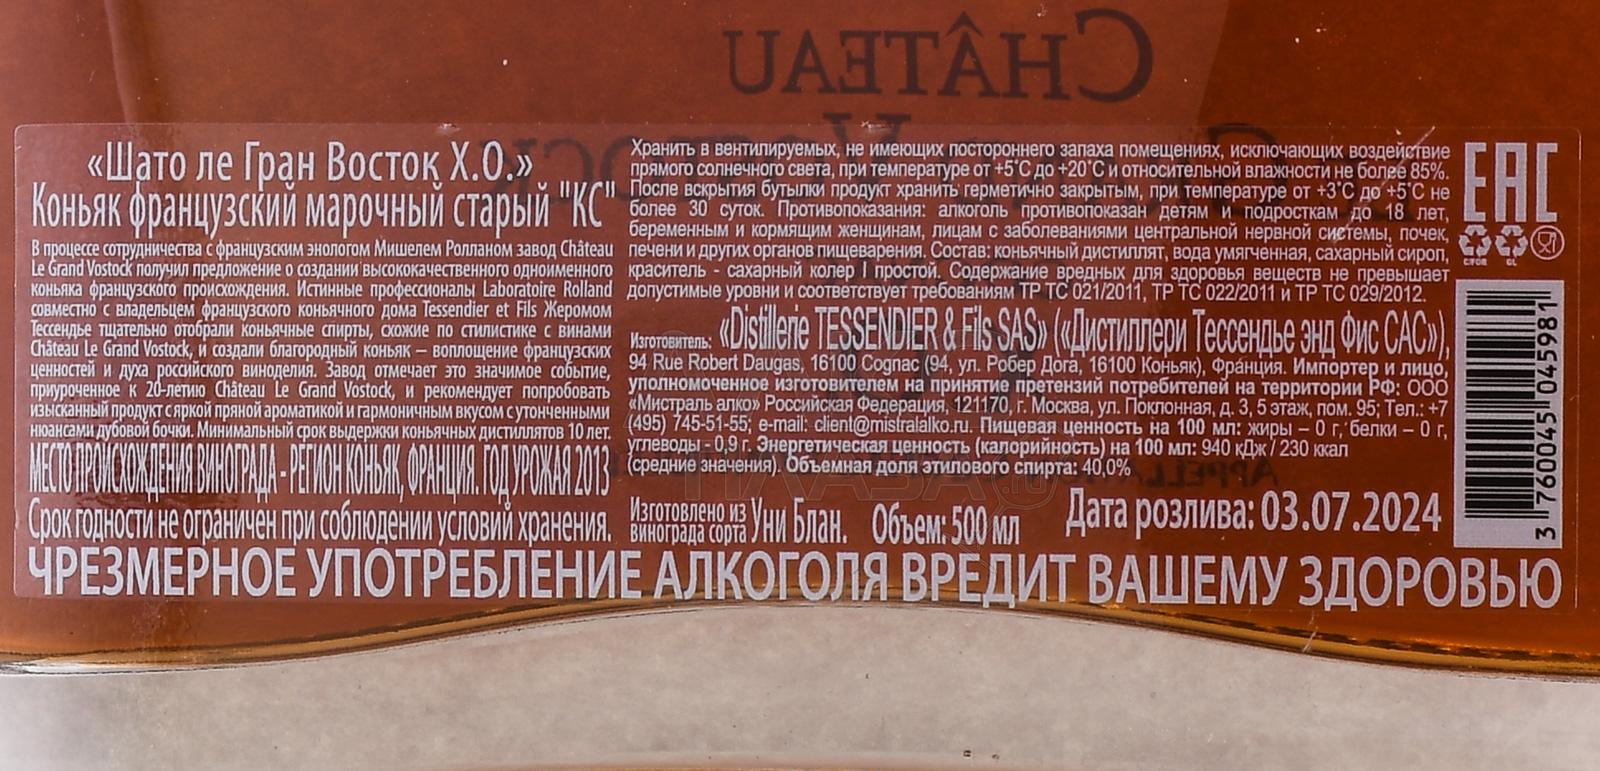 CHÂTEAU
«Шато ле Гран Восток X.O.»
Коньяк французский марочный старый "КС"
В процессе сотрудничества с французским энологом Мишелем Ролланом завод Château
Le Grand Vostock получил предложение о создании высококачественного одноименного
коньяка французского происхождения. Истинные профессионалы Laboratoire Rolland
совместно с владельцем французского коньячного дома Tessendier et Fils Жеромом
Тессендье тщательно отобрали коньячные спирты, схожие по стилистике с винами
Château Le Grand Vostock, и создали благородный коньяк – воплощение французских
ценностей и духа российского виноделия. Завод отмечает это значимое событие,
приуроченное к 20-летию Château Le Grand Vostock, и рекомендует попробовать
изысканный продукт с яркой пряной ароматикой и гармоничным вкусом с утонченными
нюансами дубовой бочки. Минимальный срок выдержки коньячных дистиллятов 10 лет.
МЕСТО ПРОИСХОЖДЕНИЯ ВИНОГРАДА - РЕГИОН КОНЬЯК, ФРАНЦИЯ. ГОД УРОЖАЯ 2013
Срок годности не ограничен при соблюдении условий хранения.
Хранить в вентилируемых, не имеющих постороннего запаха помещениях, исключающих воздействие
прямого солнечного света, при температуре от +5°C до +20°C и относительной влажности не более 85%.
После вскрытия бутылки продукт хранить герметично закрытым, при температуре от +3°C до +5°C не
более 30 суток. Противопоказания: алкоголь противопоказан детям и подросткам до 18 лет,
беременным и кормящим женщинам, лицам с заболеваниями центральной нервной системы, почек,
печени и других органов пищеварения. Состав: коньячный дистиллят, вода умягченная, сахарный сироп,
краситель - сахарный колер I простой. Содержание вредных для здоровья веществ не превышает
допустимые уровни и соответствует требованиям ТР ТС 021/2011, ТР ТС 022/2011 и ТР ТС 029/2012.
Изготовитель: «Distillerie TESSENDIER & Fils SAS» («Дистиллери Тессендье энд Фис САС»),
94 Rue Robert Daugas, 16100 Cognac (94, ул. Робер Дога, 16100 Коньяк), Франция. Импортер и лицо,
уполномоченное изготовителем на принятие претензий потребителей на территории РФ: ООО
«Мистраль алко» Российская Федерация, 121170, г. Москва, ул. Поклонная, д. 3, 5 этаж, пом. 95; Тел.: +7
(495) 745-51-55; e-mail: client@mistralalko.ru. Пищевая ценность на 100 мл: жиры – 0 г, белки – 0 г,
углеводы - 0,9 г. Энергетическая ценность (калорийность) на 100 мл: 940 кДж / 230 ккал
(средние значения). Объемная доля этилового спирта: 40,0%
Изготовлено из
винограда сорта Уни Блан. Объем: 500 мл Дата розлива: 03.07.2024
EAC
C/FOR GL
3 760045 045981
ЧРЕЗМЕРНОЕ УПОТРЕБЛЕНИЕ АЛКОГОЛЯ ВРЕДИТ ВАШЕМУ ЗДОРОВЬЮ